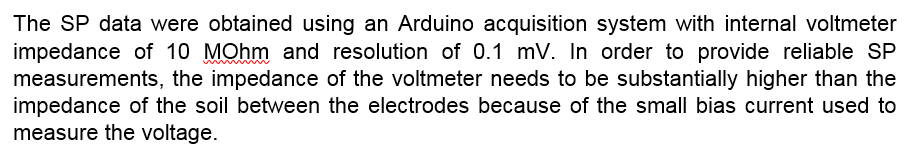 The SP data were obtained using an Arduino acquisition system with internal voltmeter
impedance of 10 MOhm and resolution of 0.1 mV. In order to provide reliable SP
measurements, the impedance of the voltmeter needs to be substantially higher than the
impedance of the soil between the electrodes because of the small bias current used to
measure the voltage.